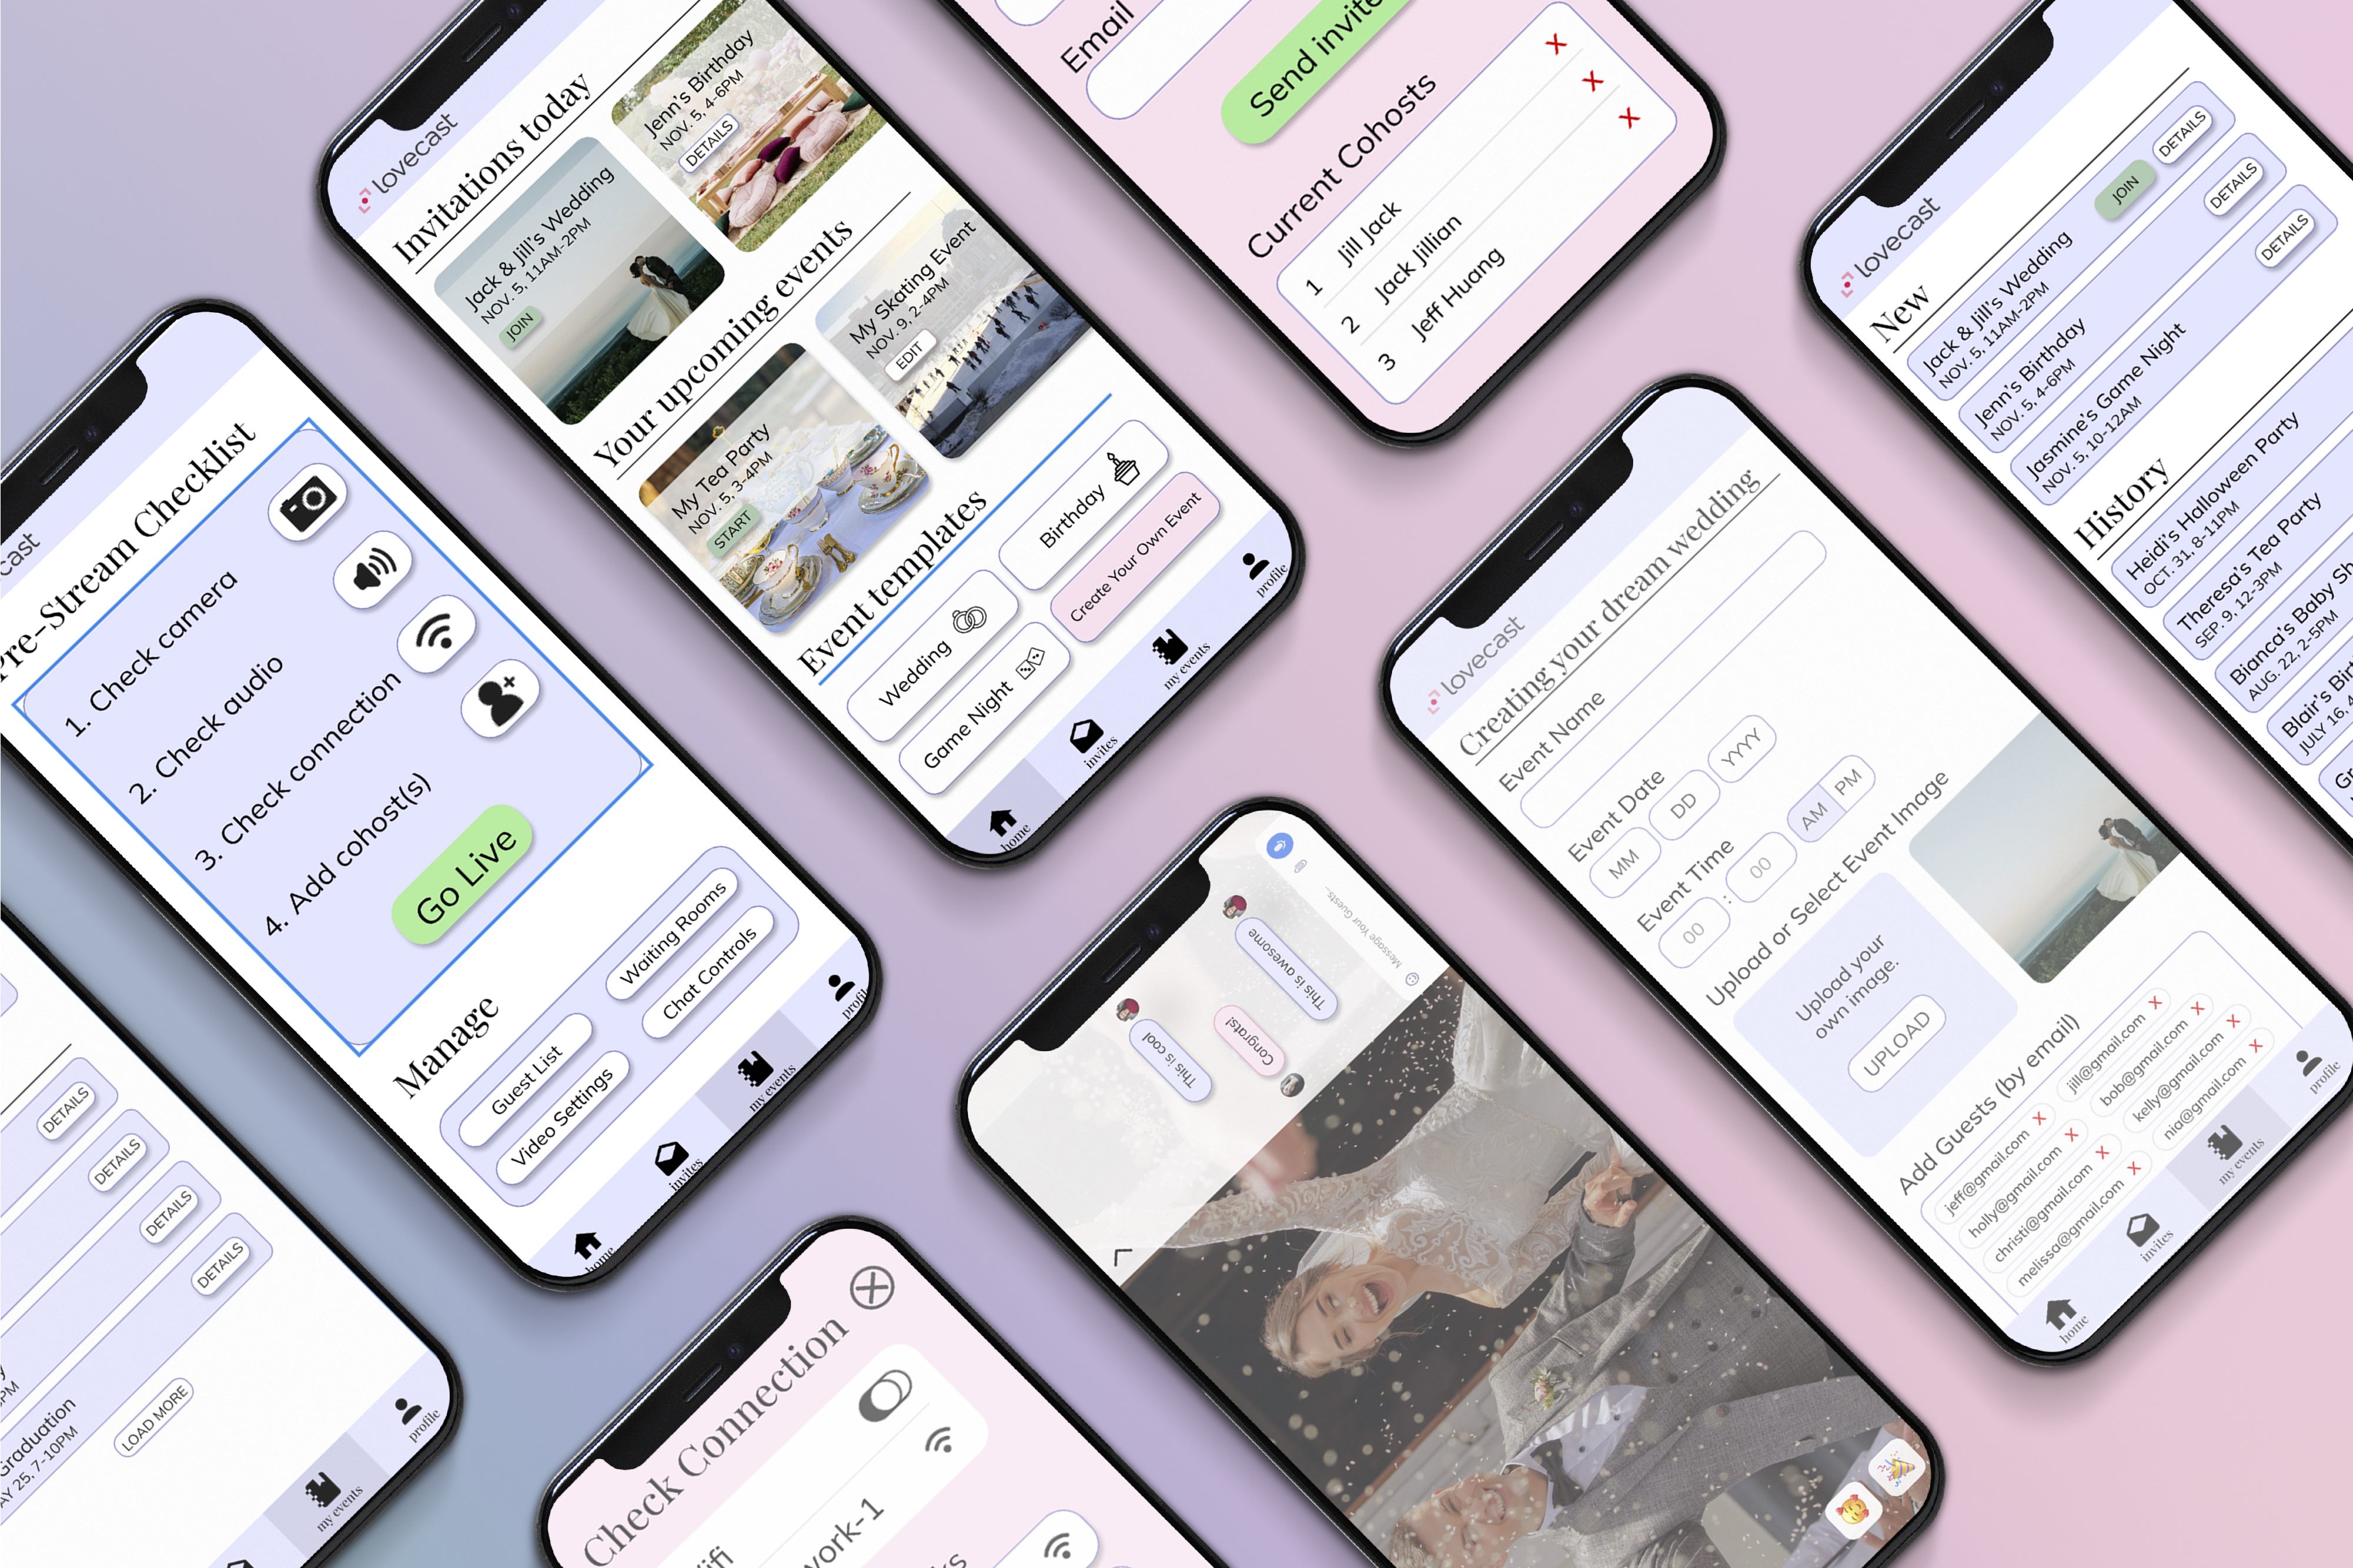 lovecast
Invitations today
Jack & Jill's Wedding
NOV. 5, 11AM-2PM
JOIN
Jenn's Birthday
NOV. 5, 4-6PM
DETAILS
Your upcoming events
My Tea Party
NOV. 5, 3-4PM
START
My Skating Event
NOV. 9, 2-4PM
EDIT
Event templates
Wedding
Birthday
Game Night
Create Your Own Event
home
invites
my events
profile
Email
Send invite
Current Cohosts
1 Jill Jack
2 Jack Jillian
3 Jeff Huang
lovecast
New
Jack & Jill's Wedding
NOV. 5, 11AM-2PM
JOIN
DETAILS
Jenn's Birthday
NOV. 5, 4-6PM
DETAILS
Jasmine's Game Night
NOV. 5, 10-12AM
DETAILS
History
Heidi's Halloween Party
OCT. 31, 8-11PM
Theresa's Tea Party
SEP. 9, 12-3PM
Bianca's Baby Sh
AUG. 22, 2-5PM
Blair's Birt
JULY 16, 4
Gr
cast
Pre-Stream Checklist
1. Check camera
2. Check audio
3. Check connection
4. Add cohost(s)
Go Live
Manage
Guest List
Waiting Rooms
Video Settings
Chat Controls
home
invites
my events
profile
lovecast
Creating your dream wedding
Event Name
Event Date
MM
DD
YYYY
Event Time
00 : 00
AM PM
Upload or Select Event Image
Upload your
own image.
UPLOAD
Add Guests (by email)
jeff@gmail.com X
jill@gmail.com X
holly@gmail.com X
bob@gmail.com X
christi@gmail.com X
kelly@gmail.com X
melissa@gmail.com X
nia@gmail.com X
home
invites
my events
profile
Message Your Guests...
This is awesome
Congrats!
This is cool
DETAILS
DETAILS
DETAILS
DETAILS
PM
Graduation
AY 25, 7-10PM
LOAD MORE
my events
profile
Check Connection
ifi
work-1
ks